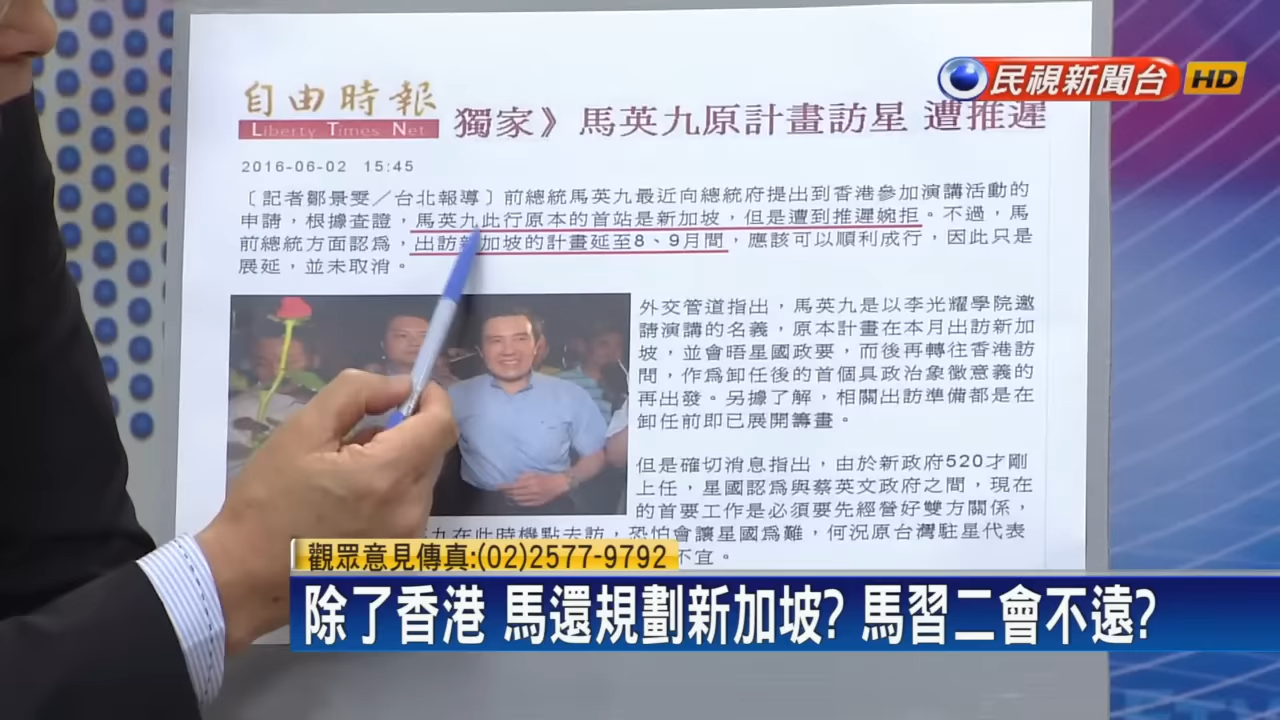 民視新聞台 HD
自由時報
Liberty Times Net
獨家》馬英九原計畫訪星 遭推遲
2016-06-02 15:45
〔記者鄒景雯／台北報導〕前總統馬英九最近向總統府提出到香港參加演講活動的
申請，根據查證，馬英九此行原本的首站是新加坡，但是遭到推遲婉拒。不過，馬
前總統方面認為，出訪新加坡的計畫延至8、9月間，應該可以順利成行，因此只是
展延，並未取消。
外交管道指出，馬英九是以李光耀學院邀
請演講的名義，原本計畫在本月出訪新加
坡，並會晤星國政要，而後再轉往香港訪
問，作為卸任後的首個具政治象徵意義的
再出發。另據了解，相關出訪準備都是在
卸任前即已展開籌畫。
但是確切消息指出，由於新政府520才剛
上任，星國認為與蔡英文政府之間，現在
的首要工作是必須要先經營好雙方關係，
九在此時機點去訪，恐怕會讓星國為難，何況原台灣駐星代表
不宜。
觀眾意見傳真:(02)2577-9792
除了香港 馬還規劃新加坡? 馬習二會不遠?